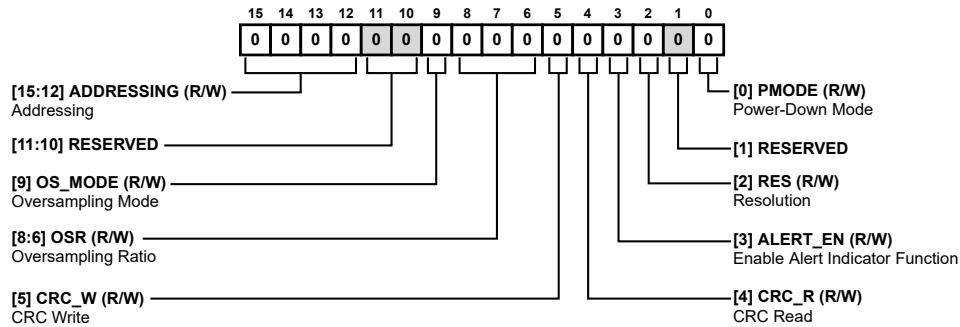 15 14 13 12 11 10 9 8 7 6 5 4 3 2 1 0
0 0 0 0 0 0 0 0 0 0 0 0 0 0 0 0
[15:12] ADDRESSING (R/W)
Addressing
[11:10] RESERVED
[9] OS_MODE (R/W)
Oversampling Mode
[8:6] OSR (R/W)
Oversampling Ratio
[5] CRC_W (R/W)
CRC Write
[0] PMODE (R/W)
Power-Down Mode
[1] RESERVED
[2] RES (R/W)
Resolution
[3] ALERT_EN (R/W)
Enable Alert Indicator Function
[4] CRC_R (R/W)
CRC Read